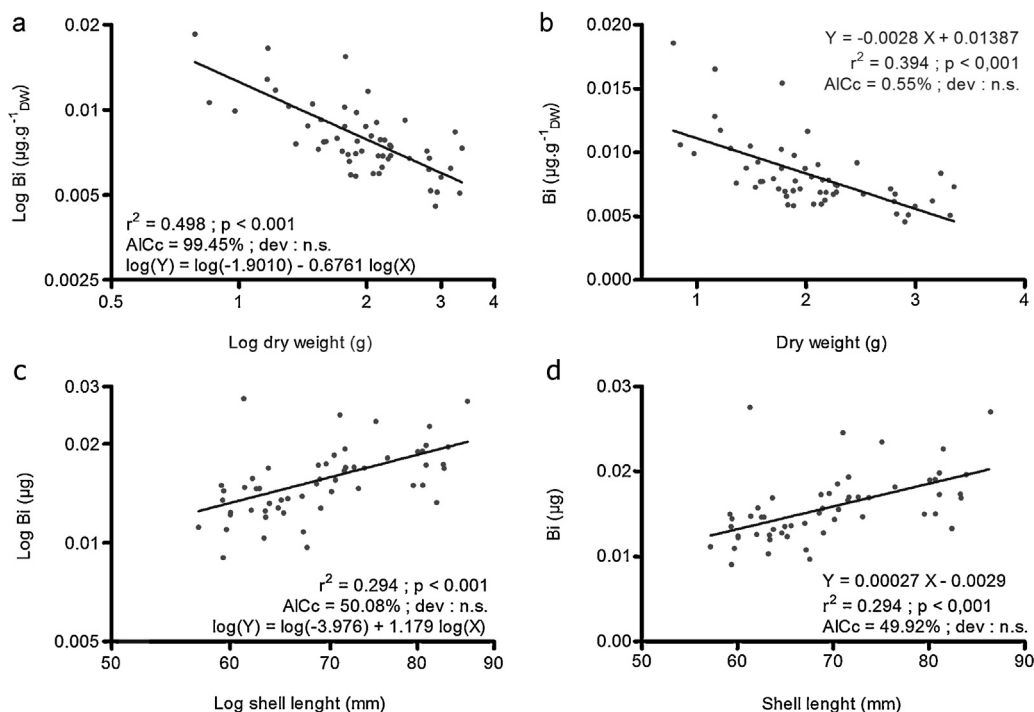 a
0.02
0.01
0.005
0.0025
Log Bi (µg.g⁻¹DW)
r² = 0.498 ; p < 0.001
AICc = 99.45% ; dev : n.s.
log(Y) = log(-1.9010) - 0.6761 log(X)
0.5 1 2 3 4
Log dry weight (g)
b
0.020
0.015
0.010
0.005
0.000
Bi (µg.g⁻¹DW)
Y = -0.0028 X + 0.01387
r² = 0.394 ; p < 0,001
AICc = 0.55% ; dev : n.s.
1 2 3 4
Dry weight (g)
c
0.03
0.02
0.01
0.005
Log Bi (µg)
r² = 0.294 ; p < 0.001
AICc = 50.08% ; dev : n.s.
log(Y) = log(-3.976) + 1.179 log(X)
50 60 70 80 90
Log shell lenght (mm)
d
0.03
0.02
0.01
0.00
Bi (µg)
Y = 0.00027 X - 0.0029
r² = 0.294 ; p < 0,001
AICc = 49.92% ; dev : n.s.
50 60 70 80 90
Shell lenght (mm)